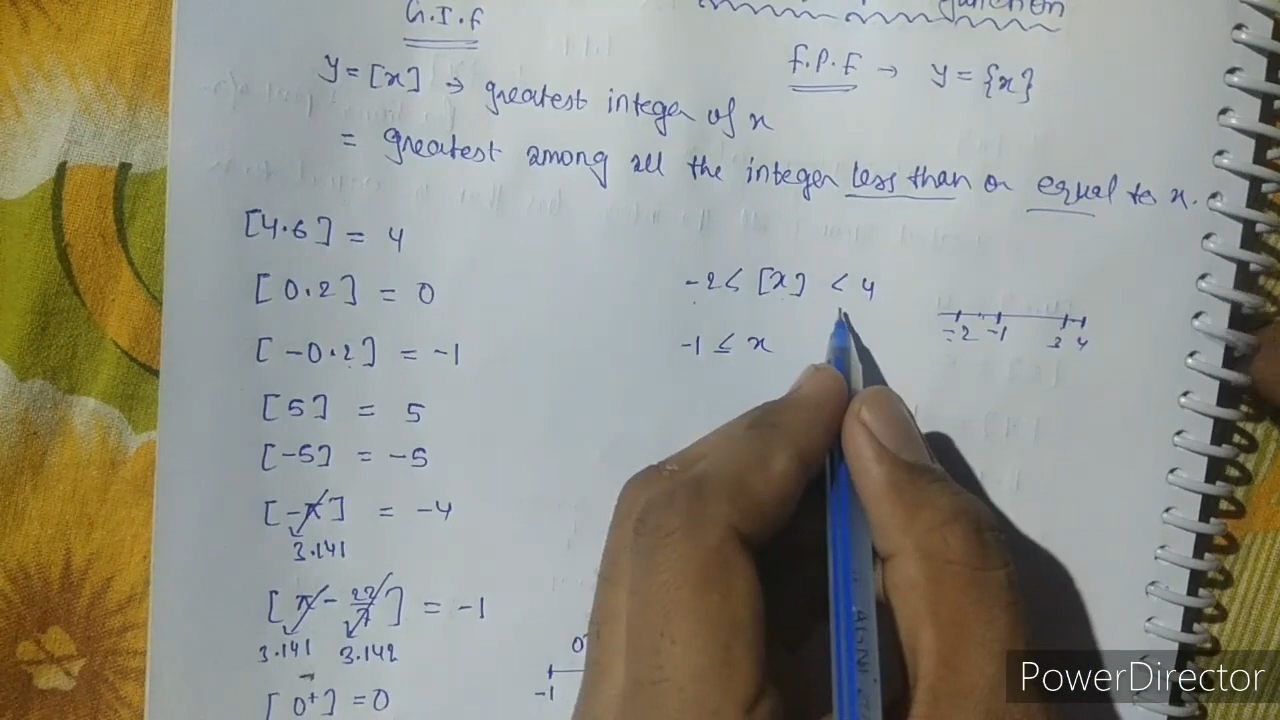 function
G.I.F
F.P.F → y = {x}
y = [x] → greatest integer of x
= greatest among all the integer less than or equal to x.
[4.6] = 4
[0.2] = 0
[-0.2] = -1
[5] = 5
[-5] = -5
[-π] = -4
3.141
[π - 22/7] = -1
3.141 3.142
[0+] = 0
-2 < [x] < 4
-1 ≤ x
-2 -1 3 4
-1
PowerDirector